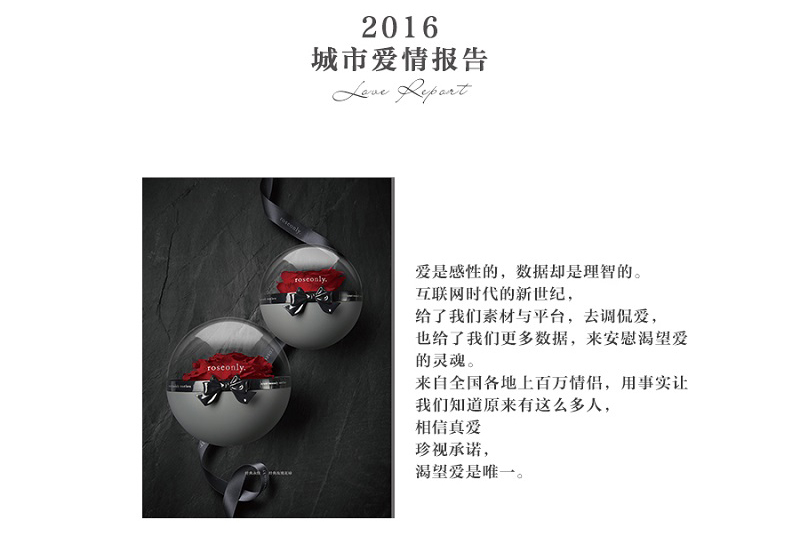 2016
城市爱情报告
Love Report
roseonly.
roseonly.
roseonly.
爱是感性的，数据却是理智的。
互联网时代的新世纪，
给了我们素材与平台，去调侃爱，
也给了我们更多数据，来安慰渴望爱
的灵魂。
来自全国各地上百万情侣，用事实让
我们知道原来有这么多人，
相信真爱
珍视承诺，
渴望爱是唯一。